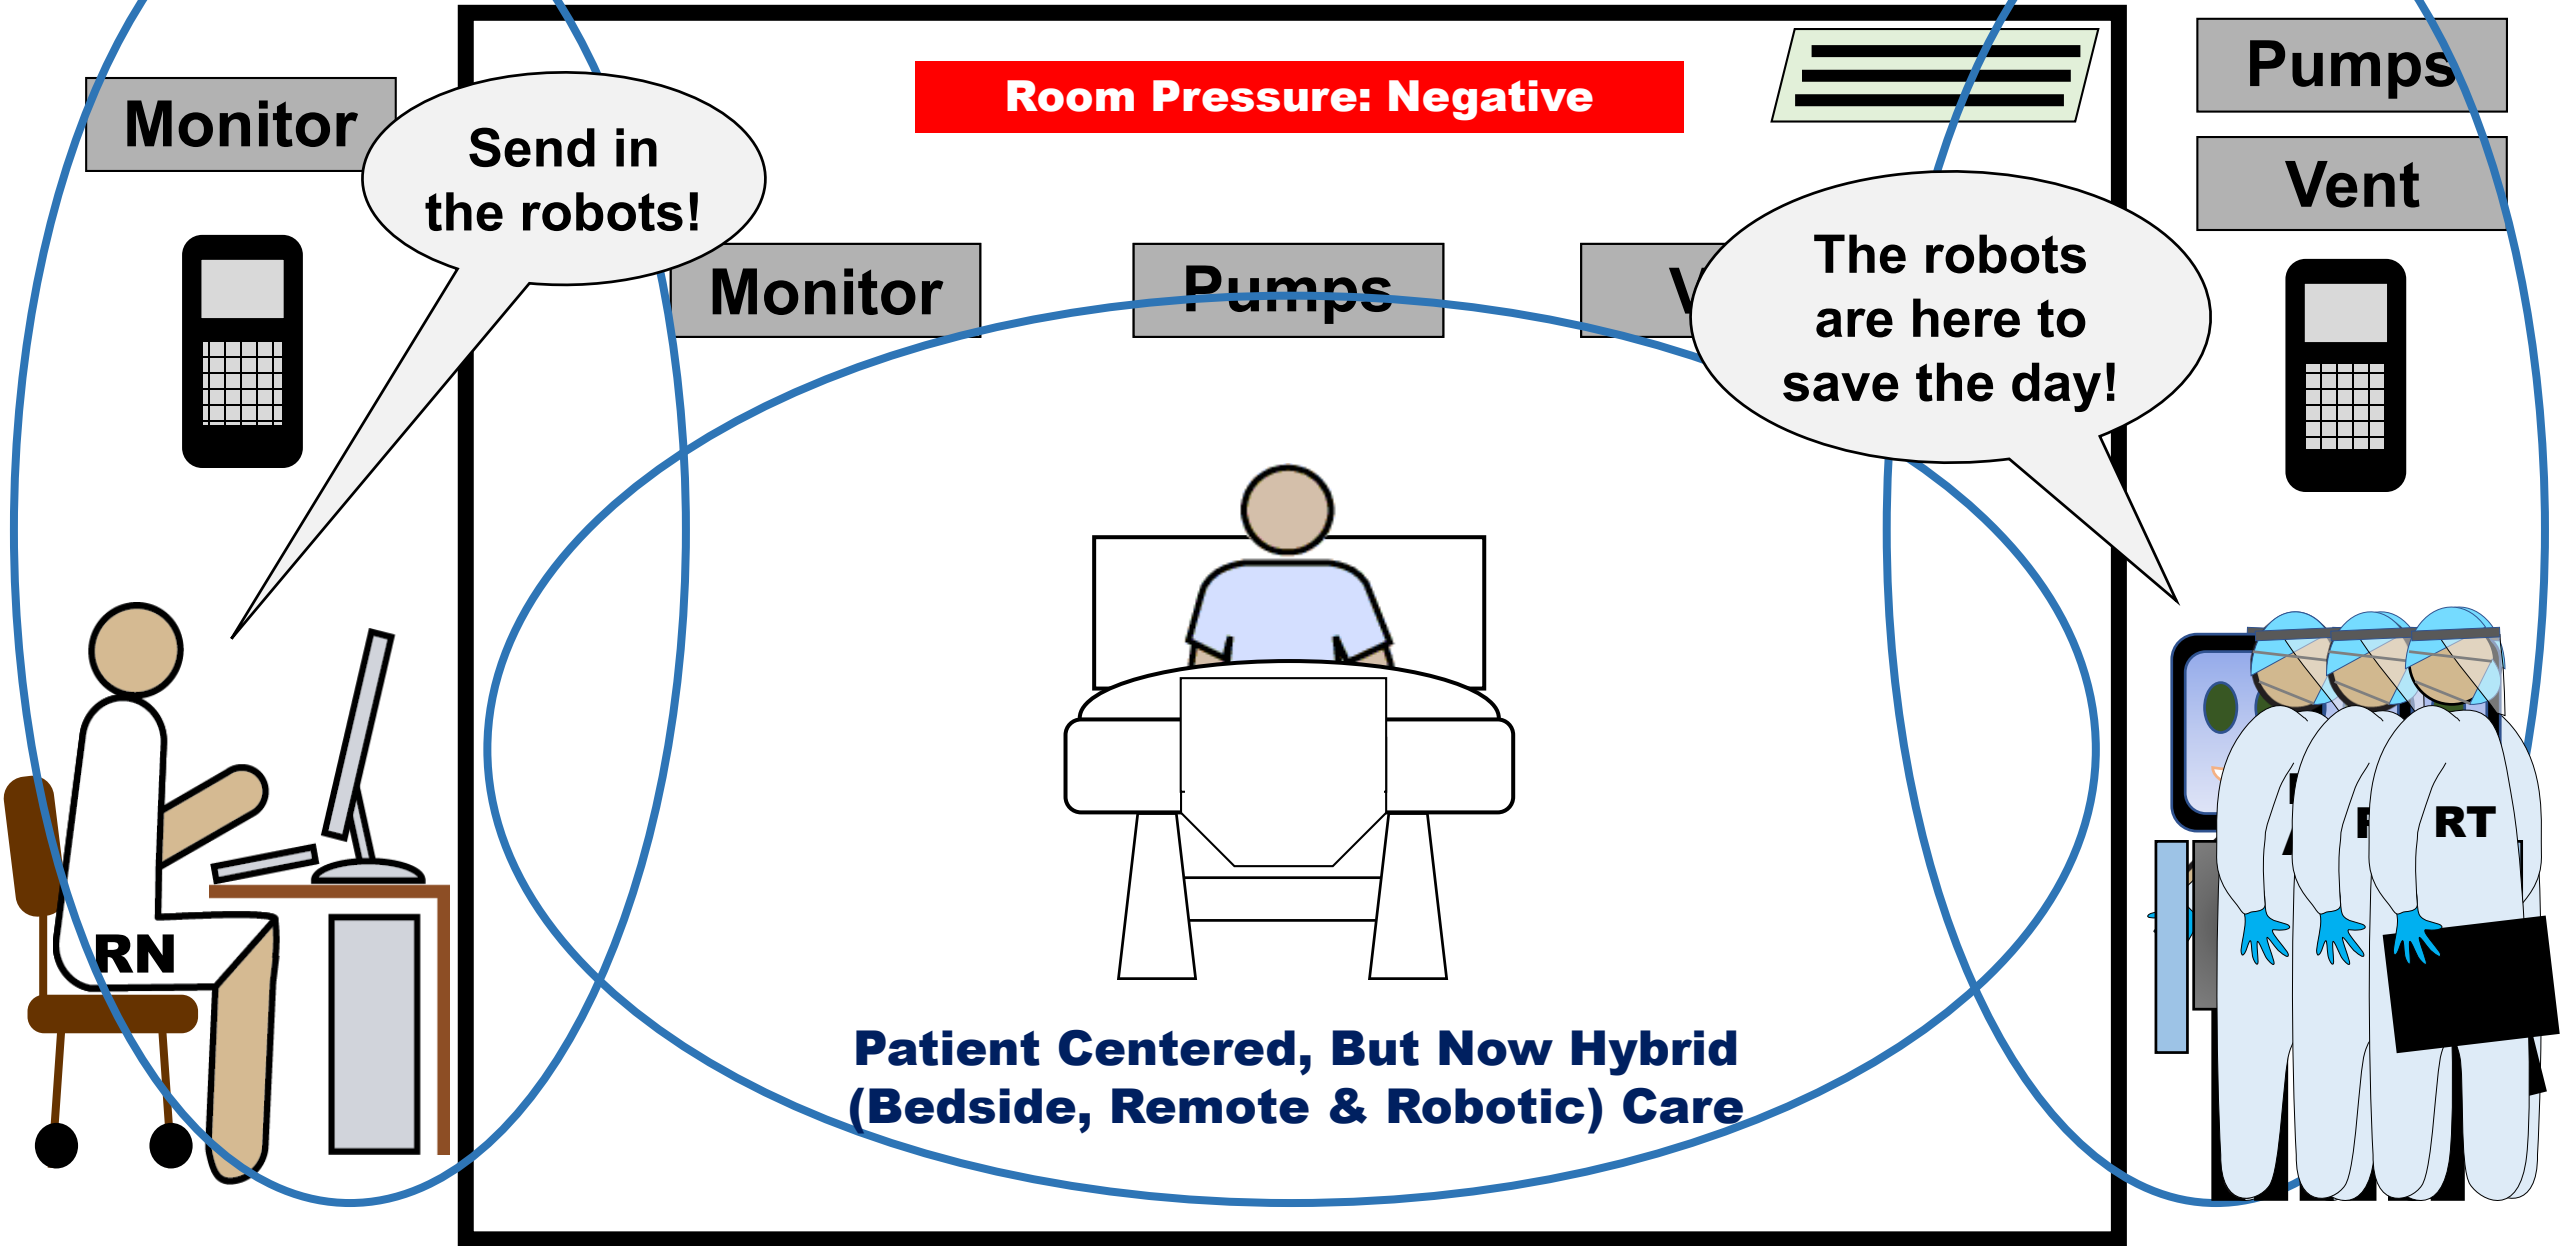 Monitor
Send in
the robots!
Room Pressure: Negative
Pumps
Vent
Monitor
Pumps
The robots
are here to
save the day!
RN
RT
Patient Centered, But Now Hybrid
(Bedside, Remote & Robotic) Care